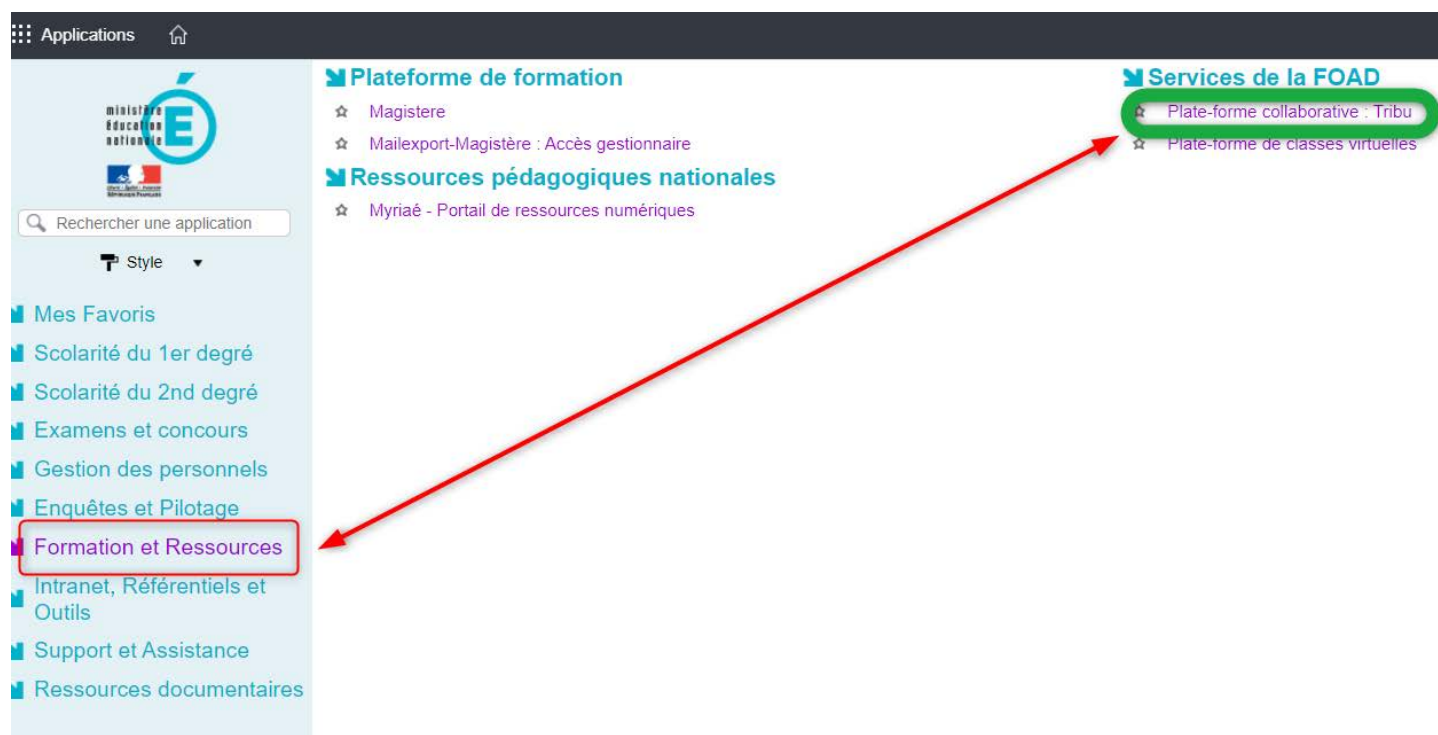 Applications
ministère
éducation
nationale
É
Rechercher une application
Style
Mes Favoris
Scolarité du 1er degré
Scolarité du 2nd degré
Examens et concours
Gestion des personnels
Enquêtes et Pilotage
Formation et Ressources
Intranet, Référentiels et
Outils
Support et Assistance
Ressources documentaires
Plateforme de formation
Magistere
Mailexport-Magistère : Accès gestionnaire
Ressources pédagogiques nationales
Myriaé - Portail de ressources numériques
Services de la FOAD
Plate-forme collaborative : Tribu
Plate-forme de classes virtuelles